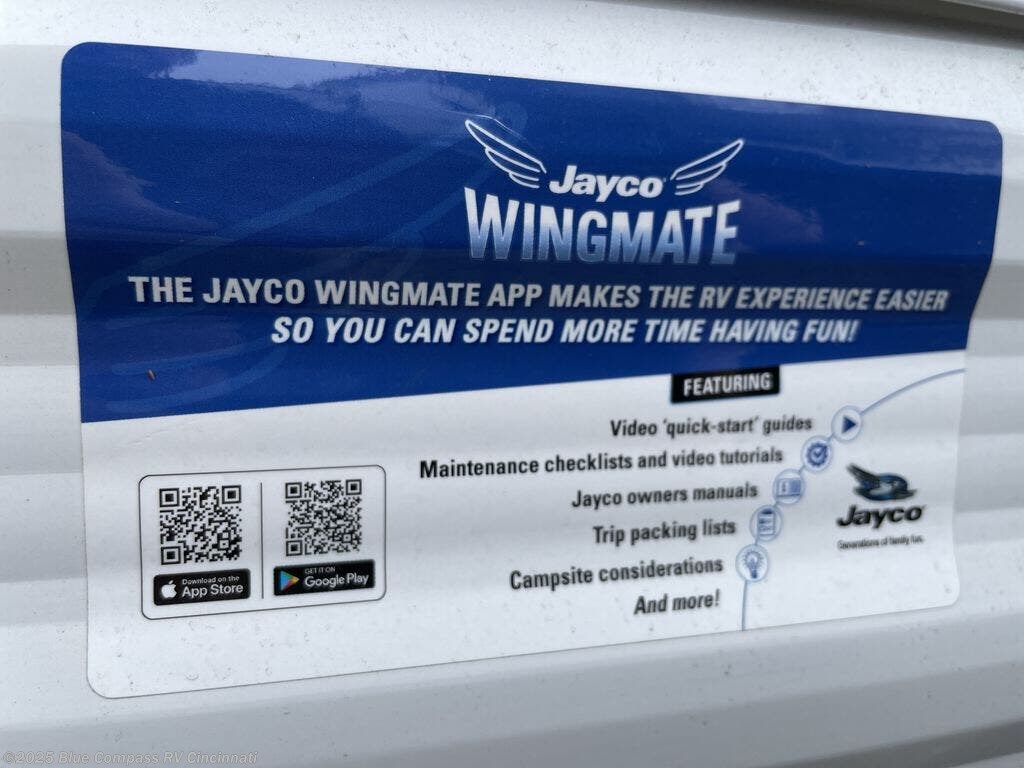 Jayco
WINGMATE
THE JAYCO WINGMATE APP MAKES THE RV EXPERIENCE EASIER
SO YOU CAN SPEND MORE TIME HAVING FUN!
FEATURING
Video 'quick-start' guides
Maintenance checklists and video tutorials
Jayco owners manuals
Trip packing lists
Campsite considerations
And more!
Jayco
Generations of family fun.
Download on the
App Store
GET IT ON
Google Play
©2025 Blue Compass RV Cincinnati